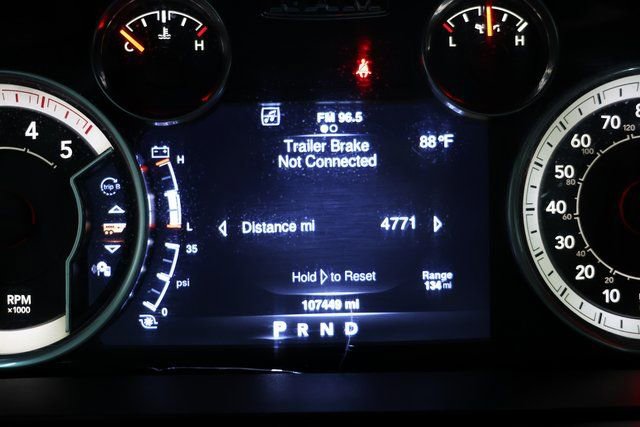 C H
L H
FM 96.5
Trailer Brake
Not Connected
88°F
H
4
5
trip B
Distance mi 4771
L
35
psi
0
Hold to Reset
Range
134 mi
107449 mi
P R N D
RPM
x1000
70
60
50
40
30
20
10
120
100
80
60
40
20